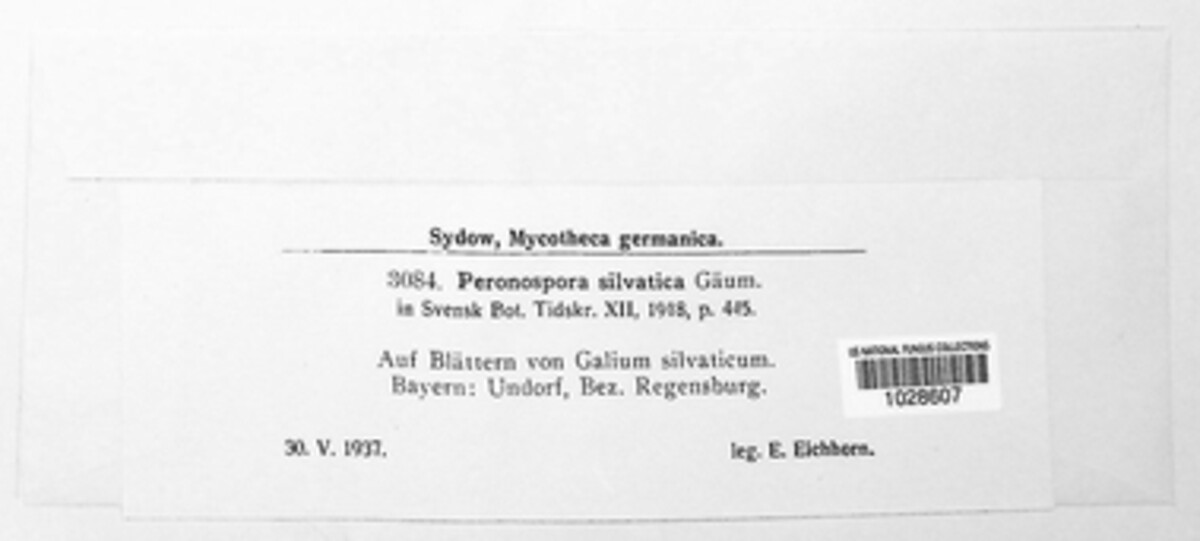 Sydow, Mycotheca germanica.
3084. Peronospora silvatica Gäum.
in Svensk Bot. Tidskr. XII, 1918, p. 445.
Auf Blättern von Galium silvaticum.
Bayern: Undorf, Bez. Regensburg.
US NATIONAL FUNGUS COLLECTIONS
1028607
30. V. 1937.
leg. E. Eichhorn.